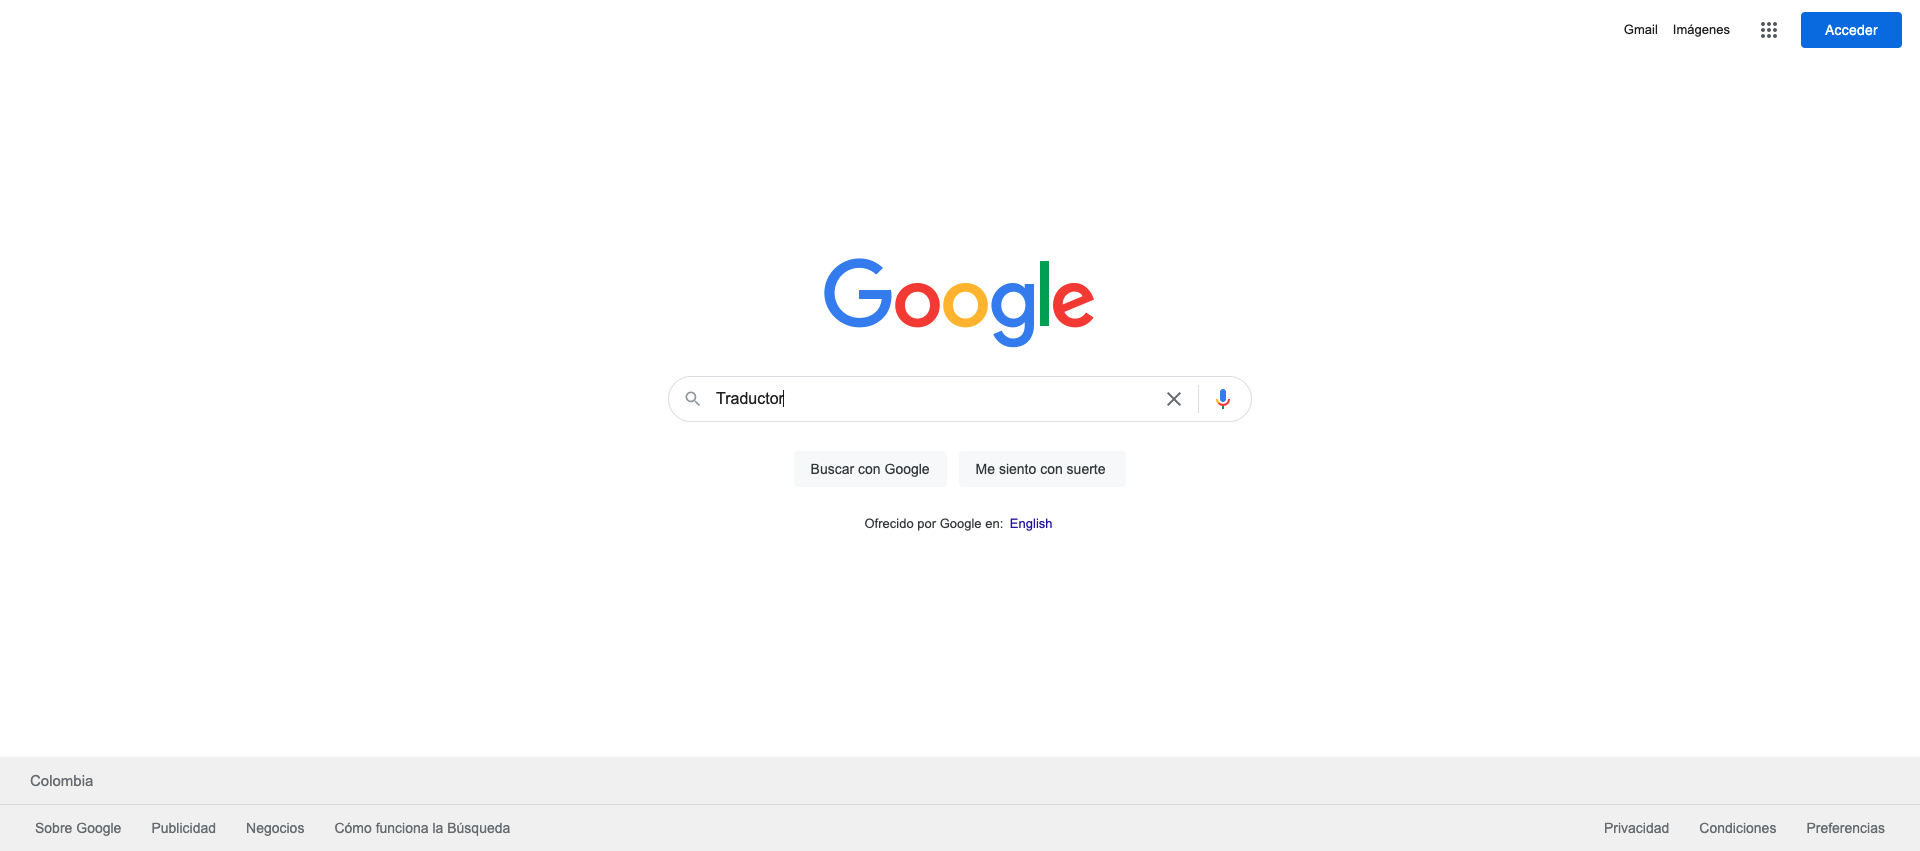 Gmail Imágenes Acceder
Google
Traductor
Buscar con Google Me siento con suerte
Ofrecido por Google en: English
Colombia
Sobre Google Publicidad Negocios Cómo funciona la Búsqueda Privacidad Condiciones Preferencias